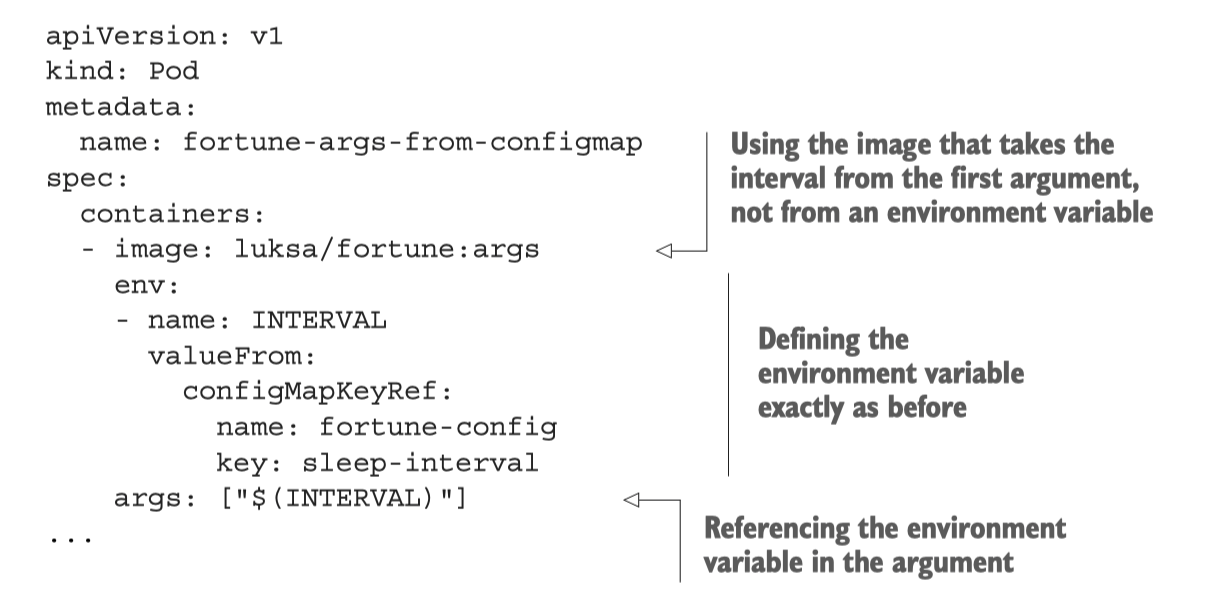 apiVersion: v1
kind: Pod
metadata:
  name: fortune-args-from-configmap
spec:
  containers:
  - image: luksa/fortune:args
    env:
    - name: INTERVAL
      valueFrom:
        configMapKeyRef:
          name: fortune-config
          key: sleep-interval
    args: ["$(INTERVAL)"]
...
Using the image that takes the
interval from the first argument,
not from an environment variable
Defining the
environment variable
exactly as before
Referencing the environment
variable in the argument